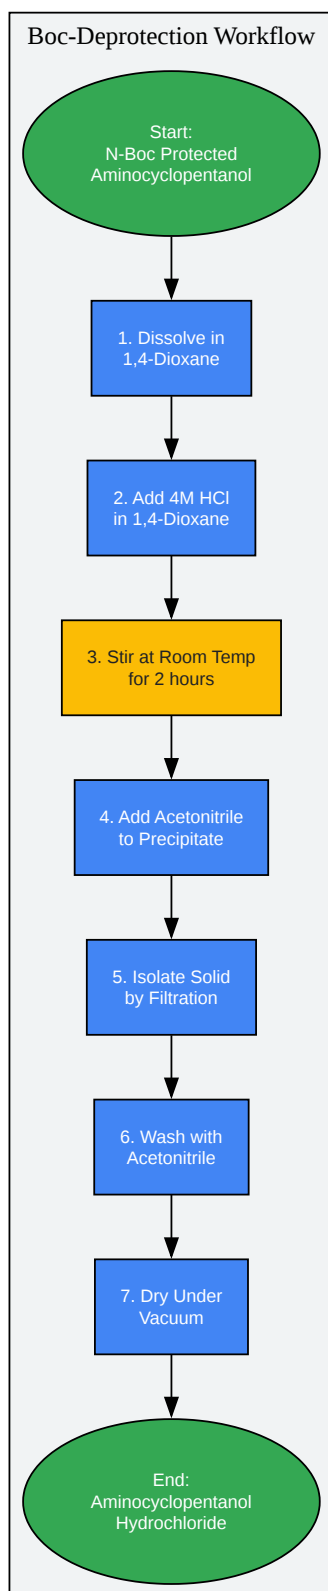 Boc-Deprotection Workflow
Start:
N-Boc Protected
Aminocyclopentanol
1. Dissolve in
1,4-Dioxane
2. Add 4M HCl
in 1,4-Dioxane
3. Stir at Room Temp
for 2 hours
4. Add Acetonitrile
to Precipitate
5. Isolate Solid
by Filtration
6. Wash with
Acetonitrile
7. Dry Under
Vacuum
End:
Aminocyclopentanol
Hydrochloride